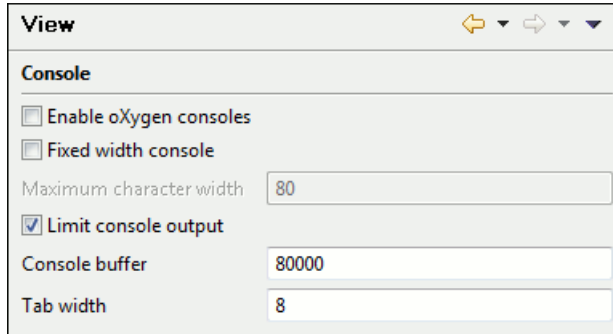 View
Console
Enable oXygen consoles
Fixed width console
Maximum character width 80
Limit console output
Console buffer 80000
Tab width 8